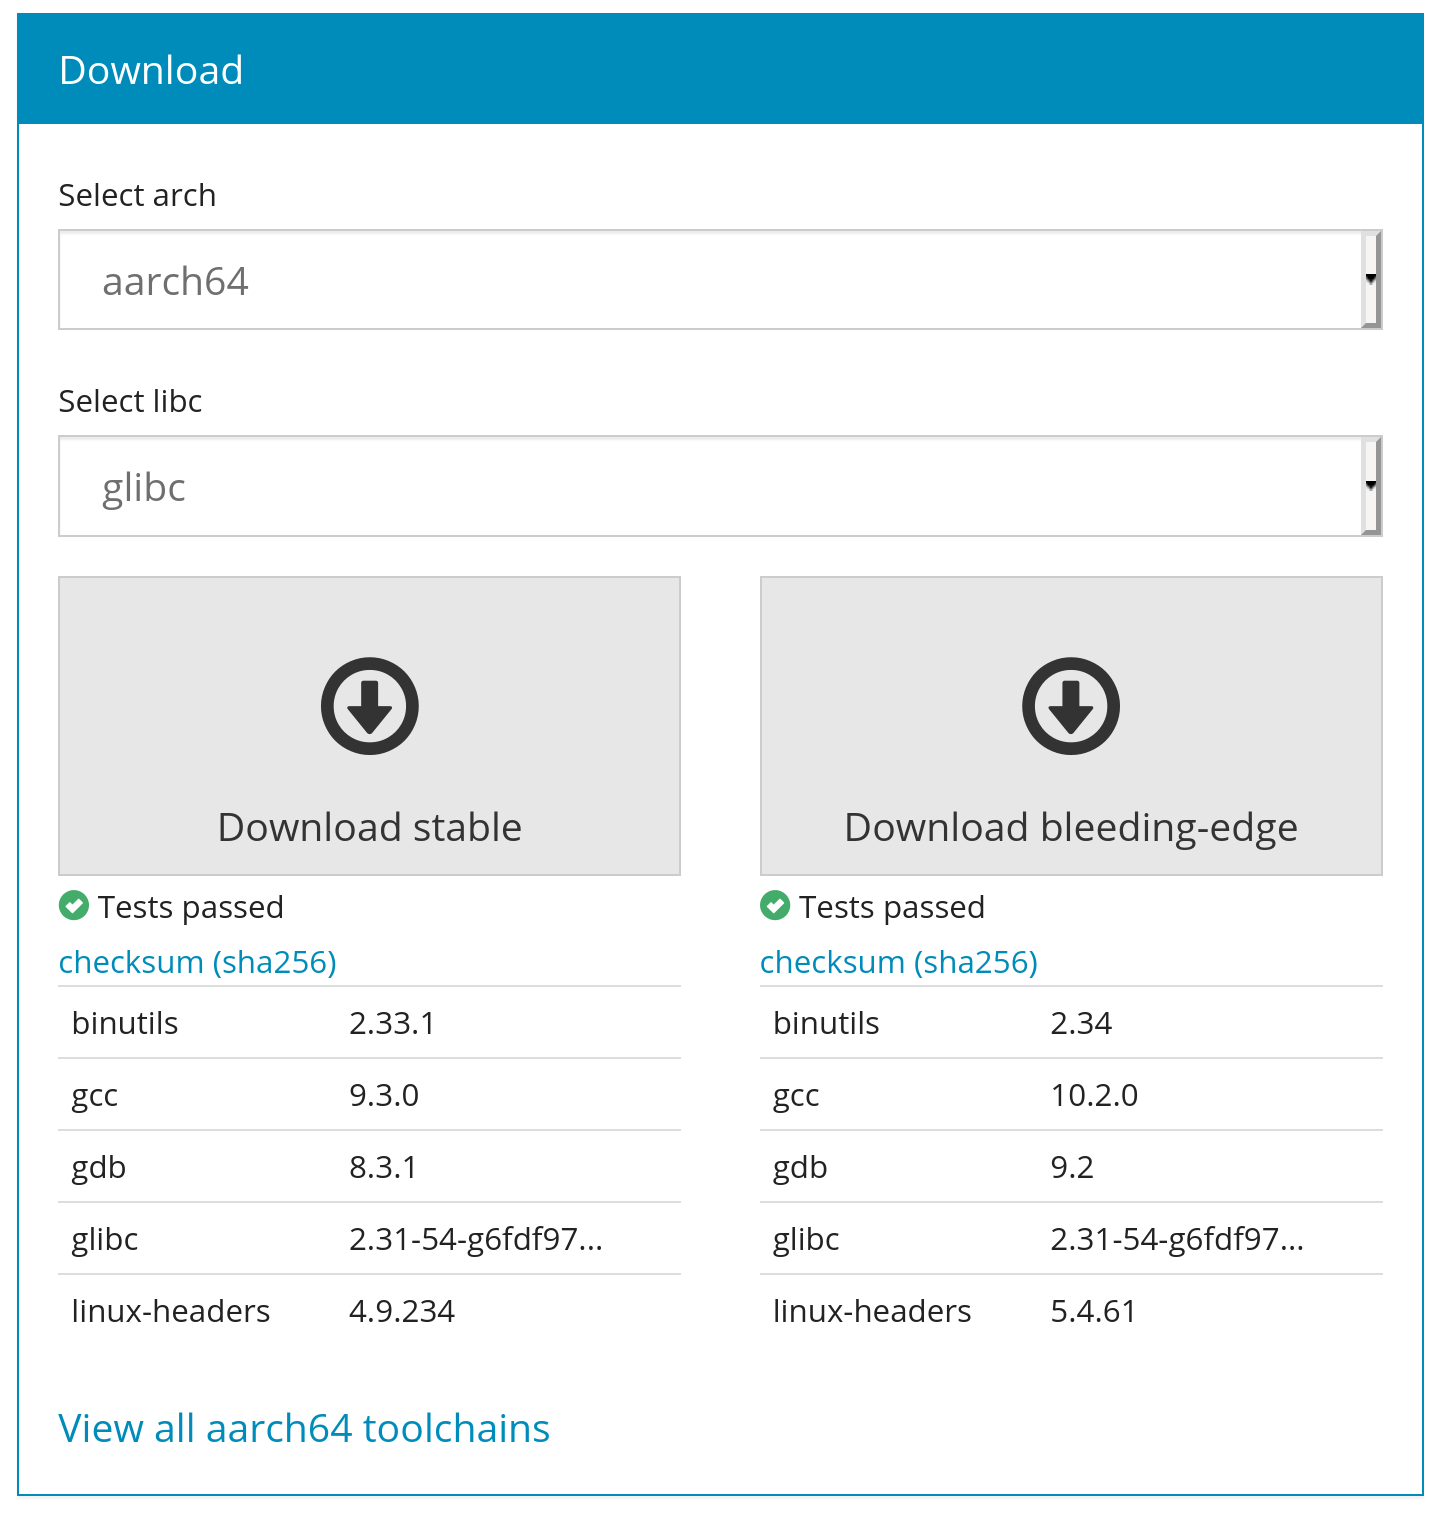 Download
Select arch
aarch64
Select libc
glibc
Download stable
Tests passed
checksum (sha256)
binutils 2.33.1
gcc 9.3.0
gdb 8.3.1
glibc 2.31-54-g6fdf97...
linux-headers 4.9.234
Download bleeding-edge
Tests passed
checksum (sha256)
binutils 2.34
gcc 10.2.0
gdb 9.2
glibc 2.31-54-g6fdf97...
linux-headers 5.4.61
View all aarch64 toolchains